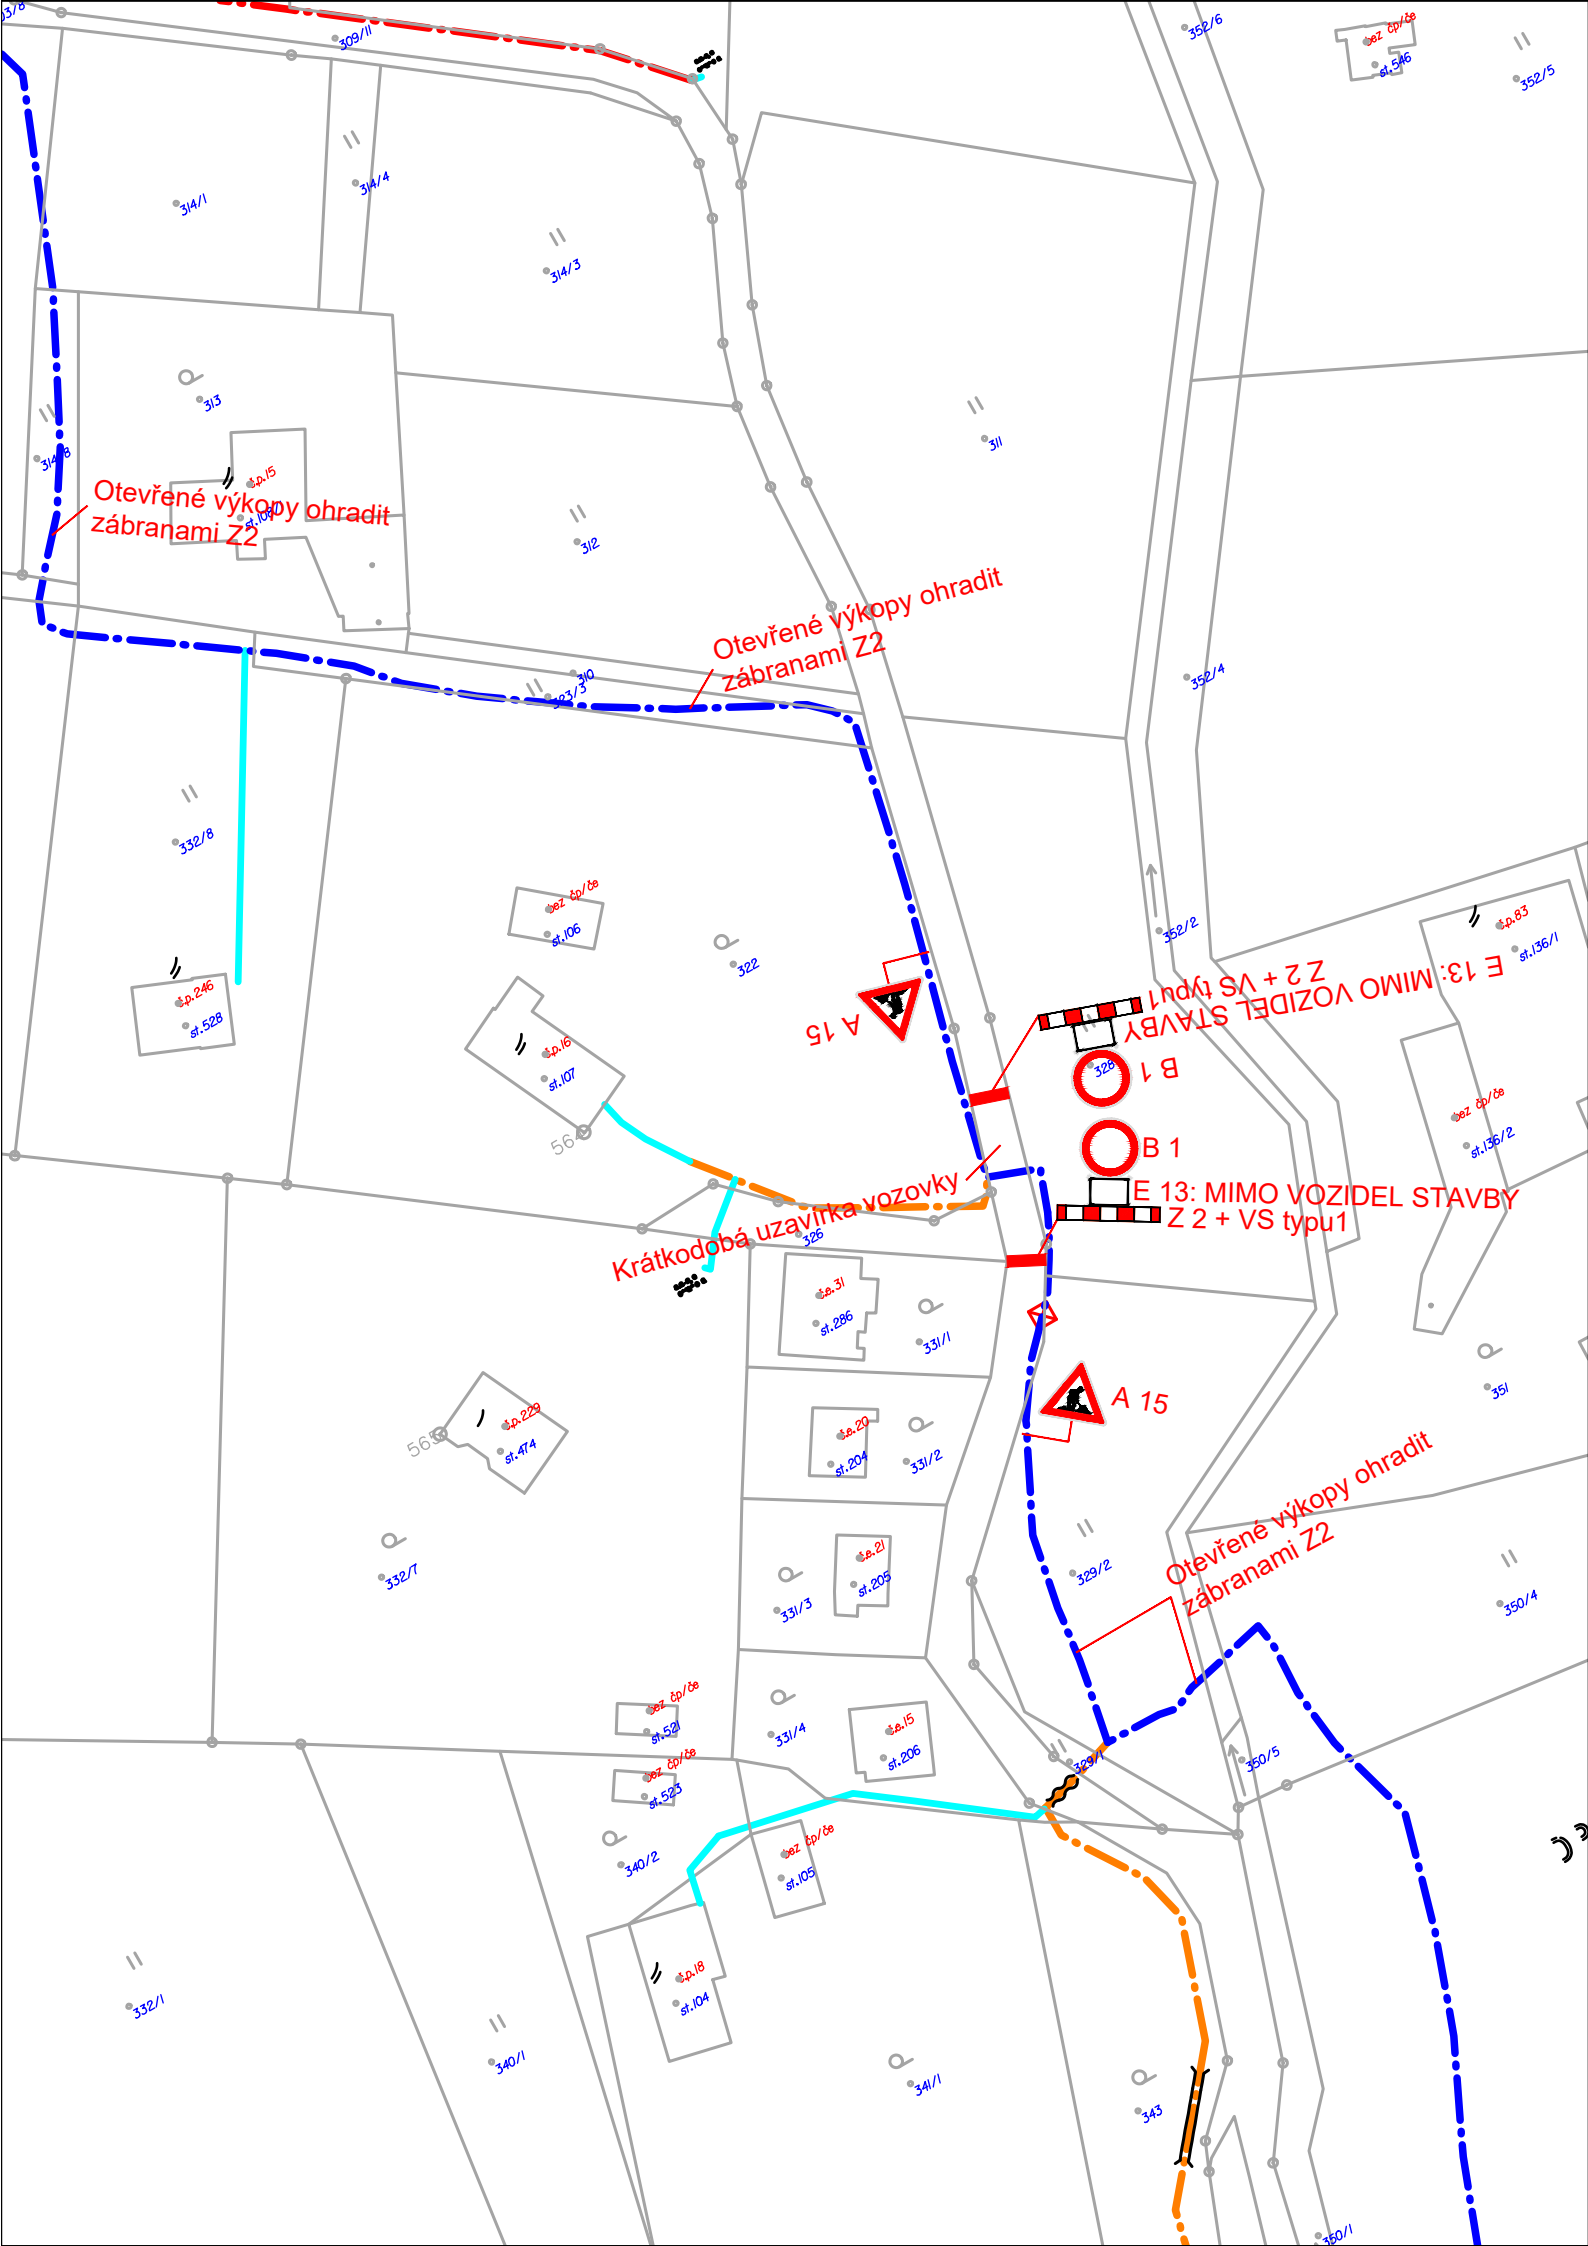 309/11
352/6
bez čp/če
st.546
352/5
314/1
314/4
314/3
313
311
314/8
č.p.15
Otevřené výkopy ohradit
zábranami Z2
312
Otevřené výkopy ohradit
zábranami Z2
310
323/3
352/4
332/8
bez čp/če
st.106
322
352/2
č.p.83
st.136/1
č.p.246
st.528
A 15
Z 2 + VS typu1
E 13: MIMO VOZIDEL STAVBY
B 1
328
č.p.16
st.107
564
bez čp/če
st.136/2
B 1
E 13: MIMO VOZIDEL STAVBY
Z 2 + VS typu1
Krátkodobá uzavírka vozovky
326
č.e.31
st.286
331/1
351
A 15
č.p.229
st.474
565
č.e.20
st.204
331/2
Otevřené výkopy ohradit
zábranami Z2
332/7
č.e.21
st.205
331/3
329/2
350/4
bez čp/če
st.521
331/4
č.e.15
st.206
329/1
350/5
bez čp/če
st.523
340/2
bez čp/če
st.105
č.p.18
st.104
332/1
340/1
341/1
343
350/1